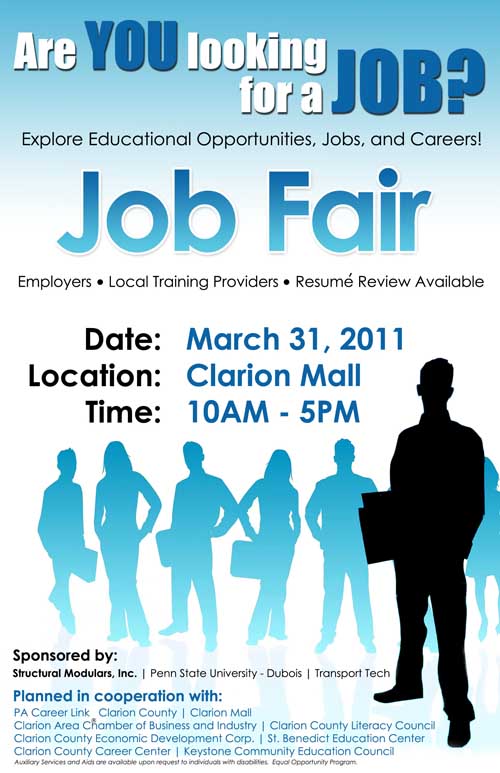 Are YOU looking
for a JOB?
Explore Educational Opportunities, Jobs, and Careers!
Job Fair
Employers • Local Training Providers • Resumé Review Available
Date: March 31, 2011
Location: Clarion Mall
Time: 10AM - 5PM
Sponsored by:
Structural Modulars, Inc. | Penn State University - Dubois | Transport Tech
Planned in cooperation with:
PA Career Link® Clarion County | Clarion Mall
Clarion Area Chamber of Business and Industry | Clarion County Literacy Council
Clarion County Economic Development Corp. | St. Benedict Education Center
Clarion County Career Center | Keystone Community Education Council
Auxiliary Services and Aids are available upon request to individuals with disabilities. Equal Opportunity Program.